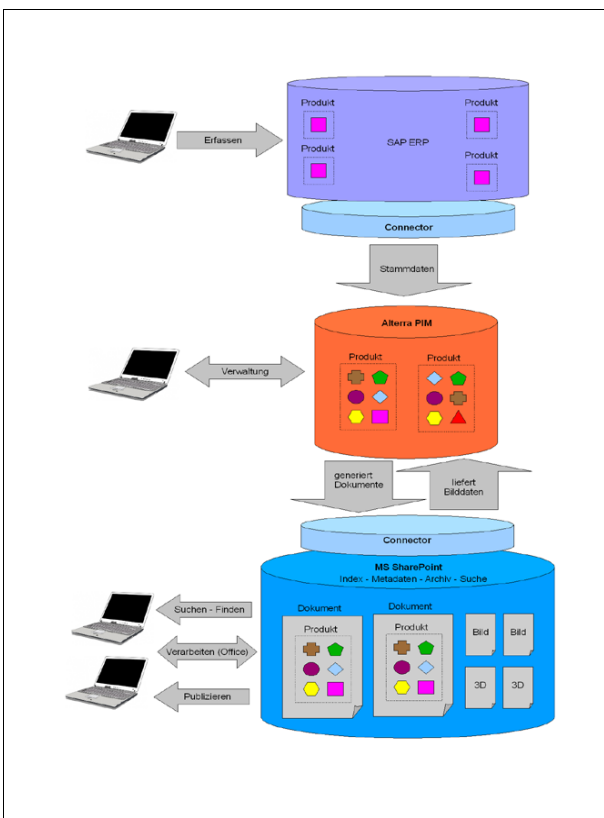 Produkt
Produkt
SAP ERP
Erfassen
Produkt
Produkt
Connector
Stammdaten
Alterra PIM
Produkt
Produkt
Verwaltung
generiert
Dokumente
liefert
Bilddaten
Connector
MS SharePoint
Index - Metadaten - Archiv - Suche
Suchen - Finden
Dokument
Dokument
Produkt
Produkt
Bild
Bild
Verarbeiten (Office)
3D
3D
Publizieren